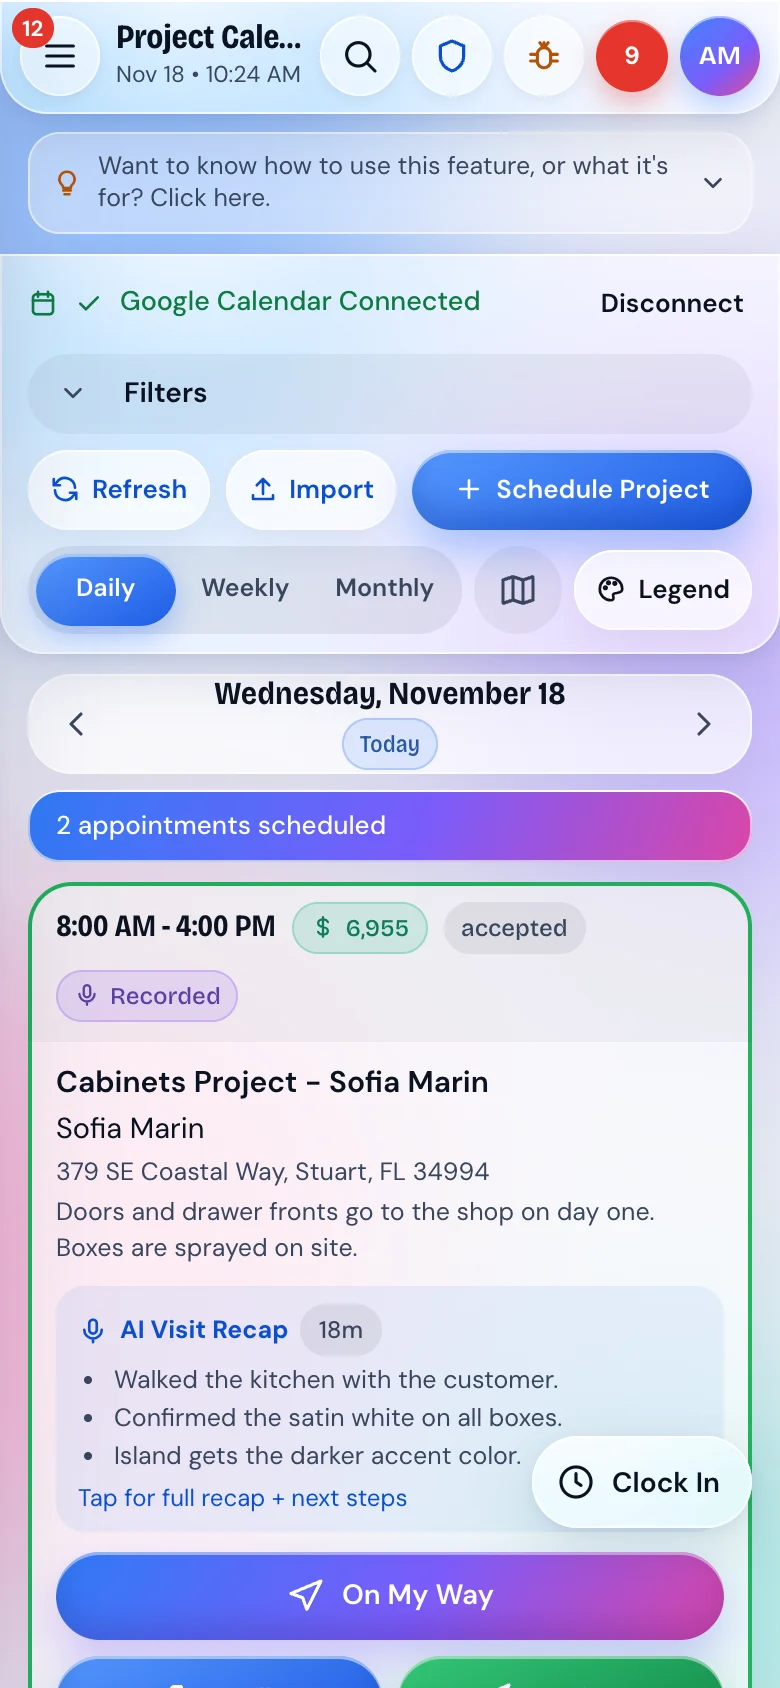 12
Project Cale...
Nov 18 • 10:24 AM
9
AM
Want to know how to use this feature, or what it's
for? Click here.
Google Calendar Connected
Disconnect
Filters
Refresh
Import
Schedule Project
Daily
Weekly
Monthly
Legend
Wednesday, November 18
Today
2 appointments scheduled
8:00 AM - 4:00 PM
$ 6,955
accepted
Recorded
Cabinets Project – Sofia Marin
Sofia Marin
379 SE Coastal Way, Stuart, FL 34994
Doors and drawer fronts go to the shop on day one.
Boxes are sprayed on site.
AI Visit Recap
18m
• Walked the kitchen with the customer.
• Confirmed the satin white on all boxes.
• Island gets the darker accent color.
Clock In
Tap for full recap + next steps
On My Way